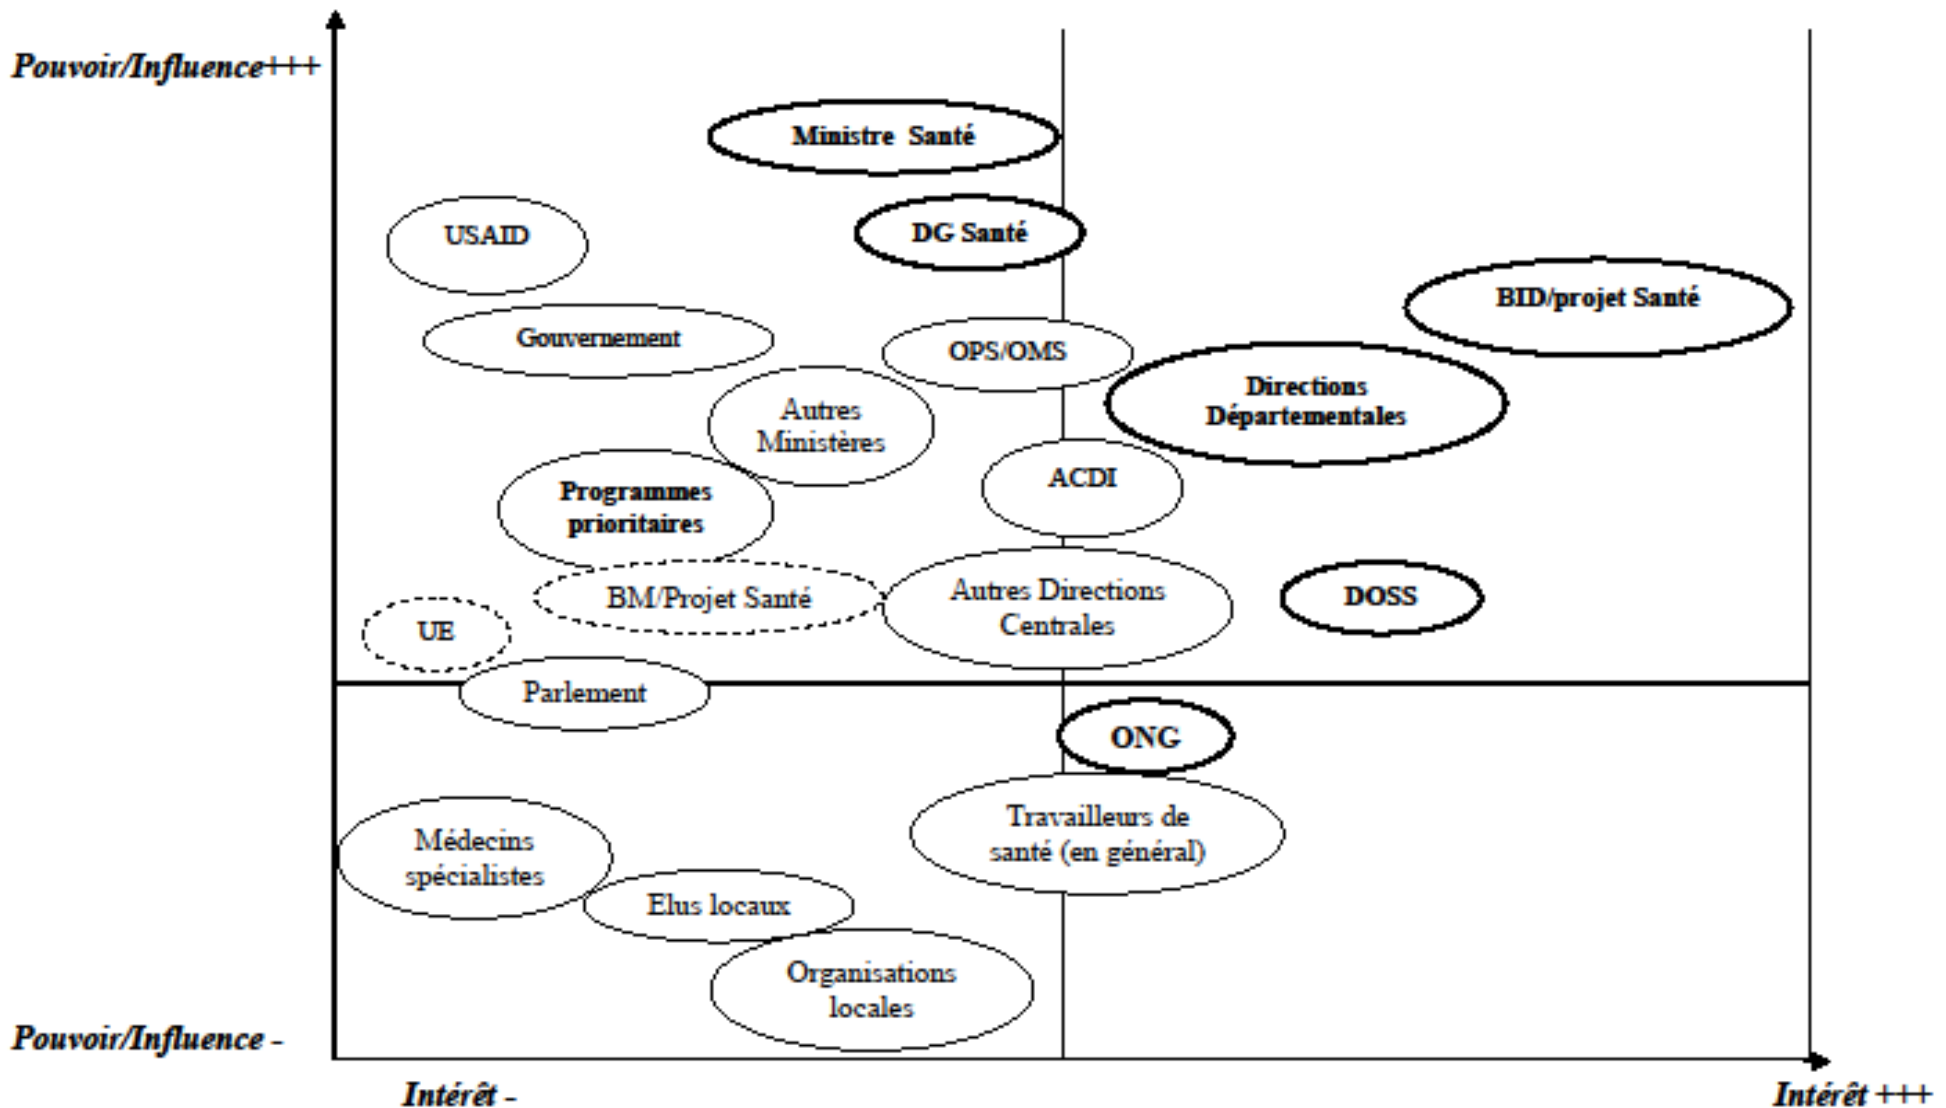 Pouvoir/Influence+++
Ministre Santé
USAID
DG Santé
BID/projet Santé
Gouvernement
OPS/OMS
Directions
Départementales
Autres
Ministères
ACDI
Programmes
prioritaires
BM/Projet Santé
Autres Directions
Centrales
DOSS
UE
Parlement
ONG
Travailleurs de
santé (en général)
Médecins
spécialistes
Elus locaux
Organisations
locales
Pouvoir/Influence -
Intérêt -
Intérêt +++